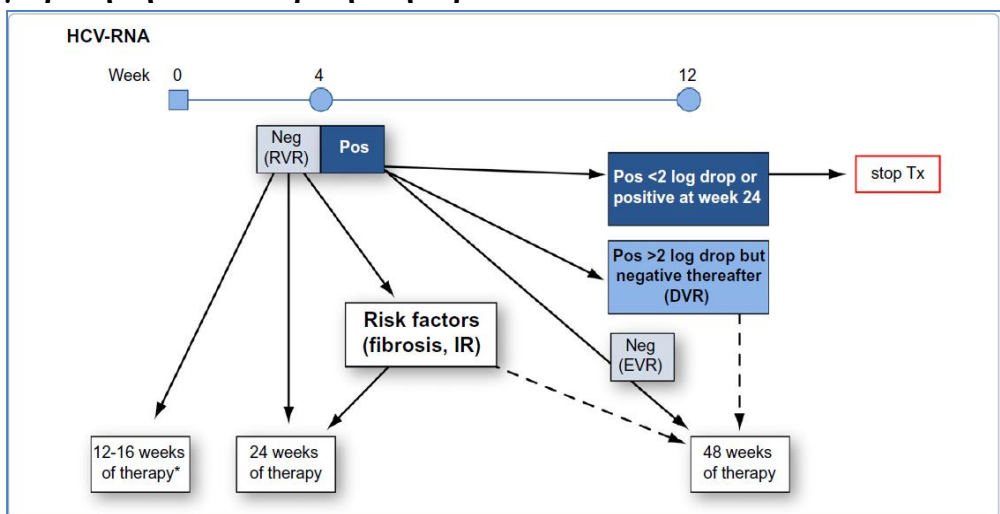 HCV-RNA
Week 0 4 12
Neg
(RVR)
Pos
Pos <2 log drop or
positive at week 24
stop Tx
Pos >2 log drop but
negative thereafter
(DVR)
Risk factors
(fibrosis, IR)
Neg
(EVR)
12-16 weeks
of therapy*
24 weeks
of therapy
48 weeks
of therapy